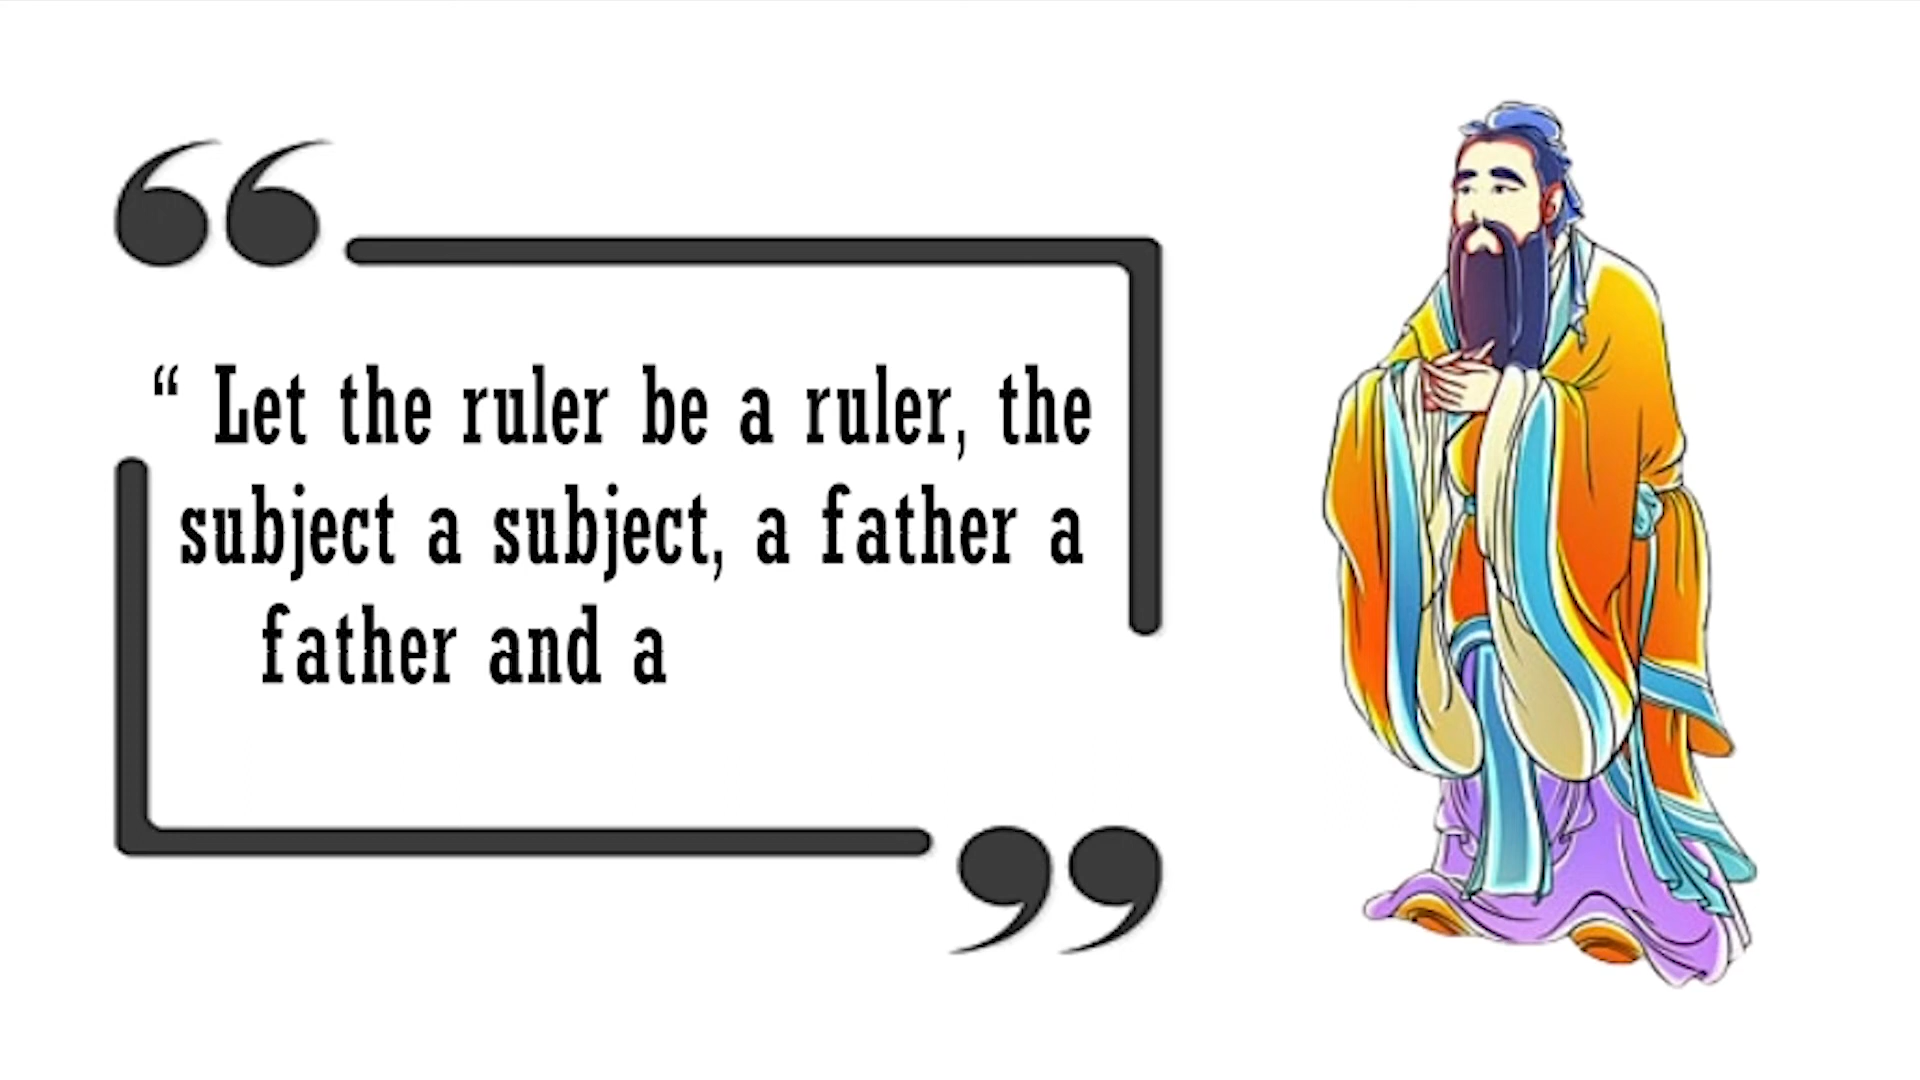 “ Let the ruler be a ruler, the
subject a subject, a father a
father and a